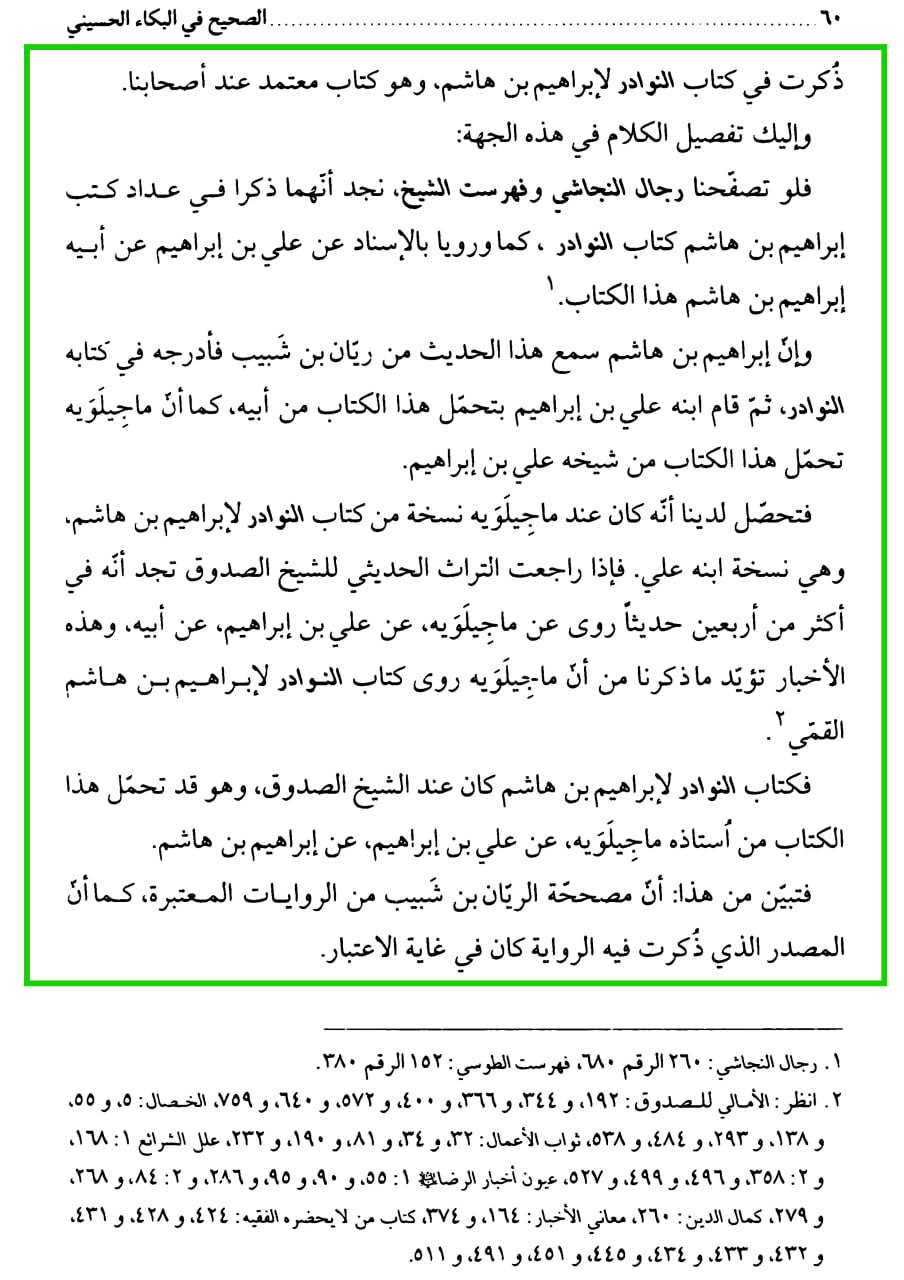 ٦٠ ........................................................ الصحيح في البكاء الحسيني
ذُكرت في كتاب النوادر لإبراهيم بن هاشم، وهو كتاب معتمد عند أصحابنا.
وإليك تفصيل الكلام في هذه الجهة:
فلو تصفّحنا رجال النجاشي وفهرست الشيخ، نجد أنّهما ذكرا في عداد كتب
إبراهيم بن هاشم كتاب النوادر ، كما ورويا بالإسناد عن علي بن إبراهيم عن أبيه
إبراهيم بن هاشم هذا الكتاب.١
وإنّ إبراهيم بن هاشم سمع هذا الحديث من ريّان بن شَبيب فأدرجه في كتابه
النوادر، ثمّ قام ابنه علي بن إبراهيم بتحمّل هذا الكتاب من أبيه، كما أنّ ماجِيلَوَيه
تحمّل هذا الكتاب من شيخه علي بن إبراهيم.
فتحصّل لدينا أنّه كان عند ماجِيلَوَيه نسخة من كتاب النوادر لإبراهيم بن هاشم،
وهي نسخة ابنه علي. فإذا راجعت التراث الحديثي للشيخ الصدوق تجد أنّه في
أكثر من أربعين حديثاً روى عن ماجِيلَوَيه، عن علي بن إبراهيم، عن أبيه، وهذه
الأخبار تؤيّد ما ذكرنا من أنّ ماجِيلَوَيه روى كتاب النوادر لإبراهيم بن هاشم
القمّي٢.
فكتاب النوادر لإبراهيم بن هاشم كان عند الشيخ الصدوق، وهو قد تحمّل هذا
الكتاب من أُستاذه ماجِيلَوَيه، عن علي بن إبراهيم، عن إبراهيم بن هاشم.
فتبيّن من هذا: أنّ مصححّة الريّان بن شَبيب من الروايات المعتبرة، كما أنّ
المصدر الذي ذُكرت فيه الرواية كان في غاية الاعتبار.
١. رجال النجاشي: ٢٦٠ الرقم ٦٨٠، فهرست الطوسي: ١٥٢ الرقم ٣٨٠.
٢. انظر: الأمالي للصدوق: ١٩٢، و ٣٤٤، و ٣٦٦، و ٤٠٠، و ٥٧٢، و ٦٤٠، و ٧٥٩، الخصال: ٥، و ٥٥،
و ١٣٨، و ٢٩٣، و ٤٨٤، و ٥٣٨، ثواب الأعمال: ٣٢، و ٣٤، و ٨١، و ١٩٠، و ٢٣٢، علل الشرائع ١: ١٦٨،
و ٢: ٣٥٨، و ٤٩٦، و ٤٩٩، و ٥٢٧، عيون أخبار الرضا ١: ٥٥، و ٩٠، و ٩٥، و ٢٨٦، و ٢: ٨٤، و ٢٦٨،
و ٢٧٩، كمال الدين: ٢٦٠، معاني الأخبار: ١٦٤، و ٣٧٤، كتاب من لايحضره الفقيه: ٤٢٤، و ٤٢٨، و ٤٣١،
و ٤٣٢، و ٤٣٣، و ٤٣٤، و ٤٤٥، و ٤٥١، و ٤٩١، و ٥١١.